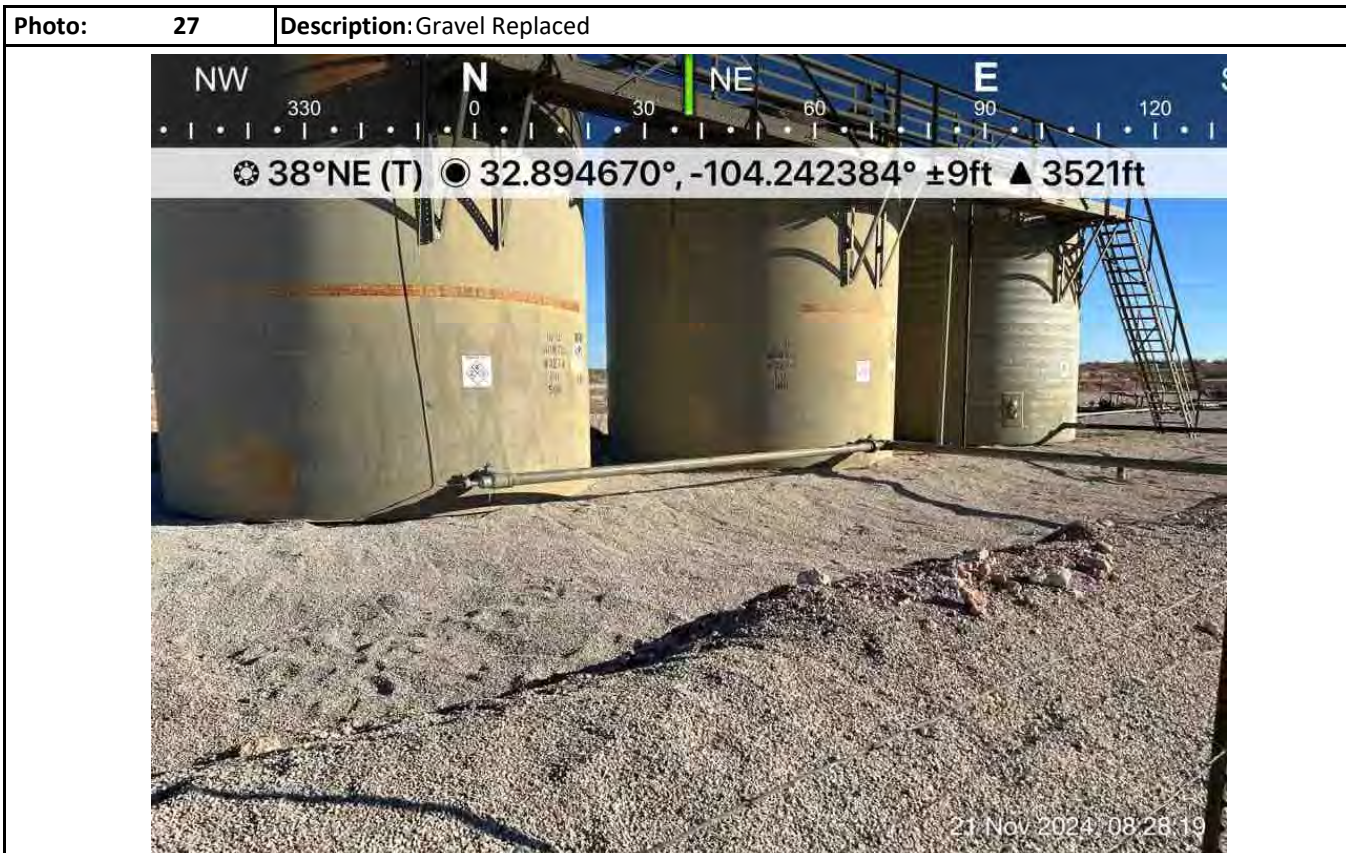 Photo: 27 Description: Gravel Replaced
NW N NE E
330 0 30 60 90 120
38°NE (T) 32.894670°, -104.242384° ±9ft ▲ 3521ft
21 Nov 2024, 08:28:19